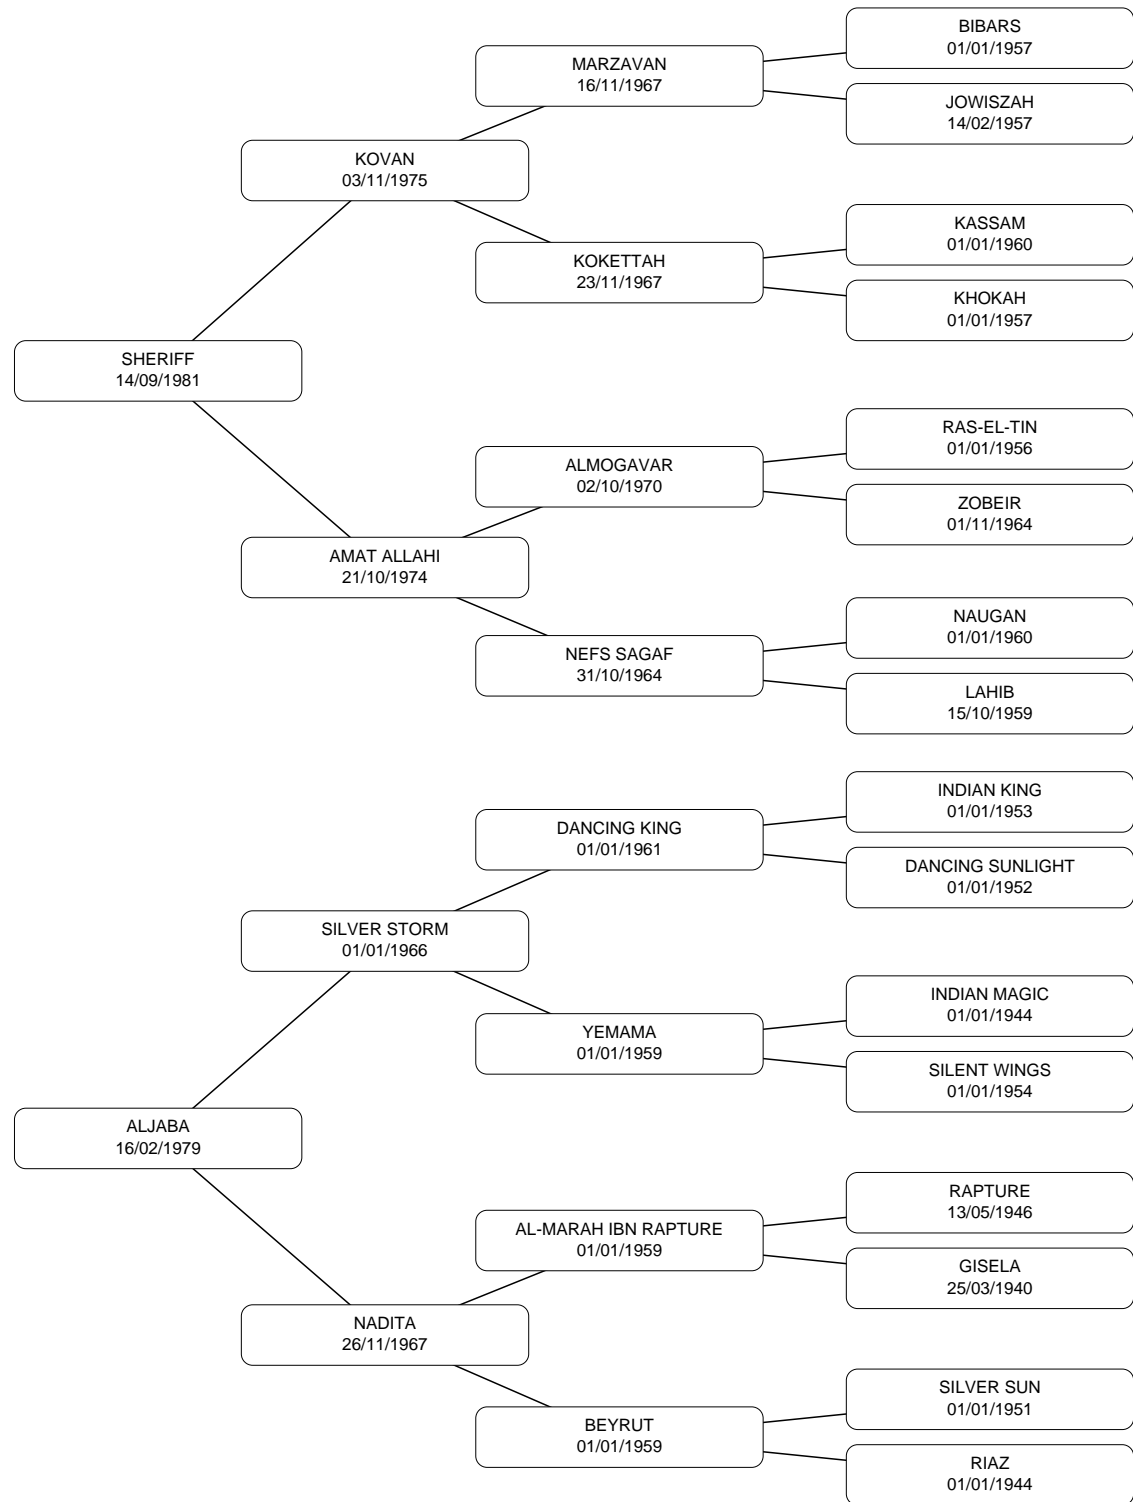 BIBARS
01/01/1957
MARZAVAN
16/11/1967
JOWISZAH
14/02/1957
KOVAN
03/11/1975
KASSAM
01/01/1960
KOKETTAH
23/11/1967
KHOKAH
01/01/1957
SHERIFF
14/09/1981
RAS-EL-TIN
01/01/1956
ALMOGAVAR
02/10/1970
ZOBEIR
01/11/1964
AMAT ALLAHI
21/10/1974
NAUGAN
01/01/1960
NEFS SAGAF
31/10/1964
LAHIB
15/10/1959
INDIAN KING
01/01/1953
DANCING KING
01/01/1961
DANCING SUNLIGHT
01/01/1952
SILVER STORM
01/01/1966
INDIAN MAGIC
01/01/1944
YEMAMA
01/01/1959
SILENT WINGS
01/01/1954
ALJABA
16/02/1979
RAPTURE
13/05/1946
AL-MARAH IBN RAPTURE
01/01/1959
GISELA
25/03/1940
NADITA
26/11/1967
SILVER SUN
01/01/1951
BEYRUT
01/01/1959
RIAZ
01/01/1944